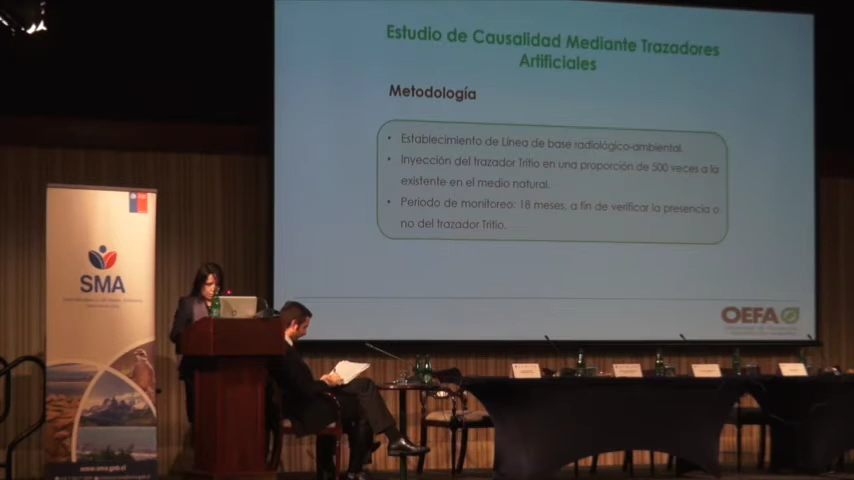 Estudio de Causalidad Mediante Trazadores
Artificiales
Metodología
• Establecimiento de Línea de base radiológico-ambiental.
• Inyección del trazador Tritio en una proporción de 500 veces a la
existente en el medio natural.
• Periodo de monitoreo: 18 meses, a fin de verificar la presencia o
no del trazador Tritio.
OEFA
SMA
www.sma.gob.cl